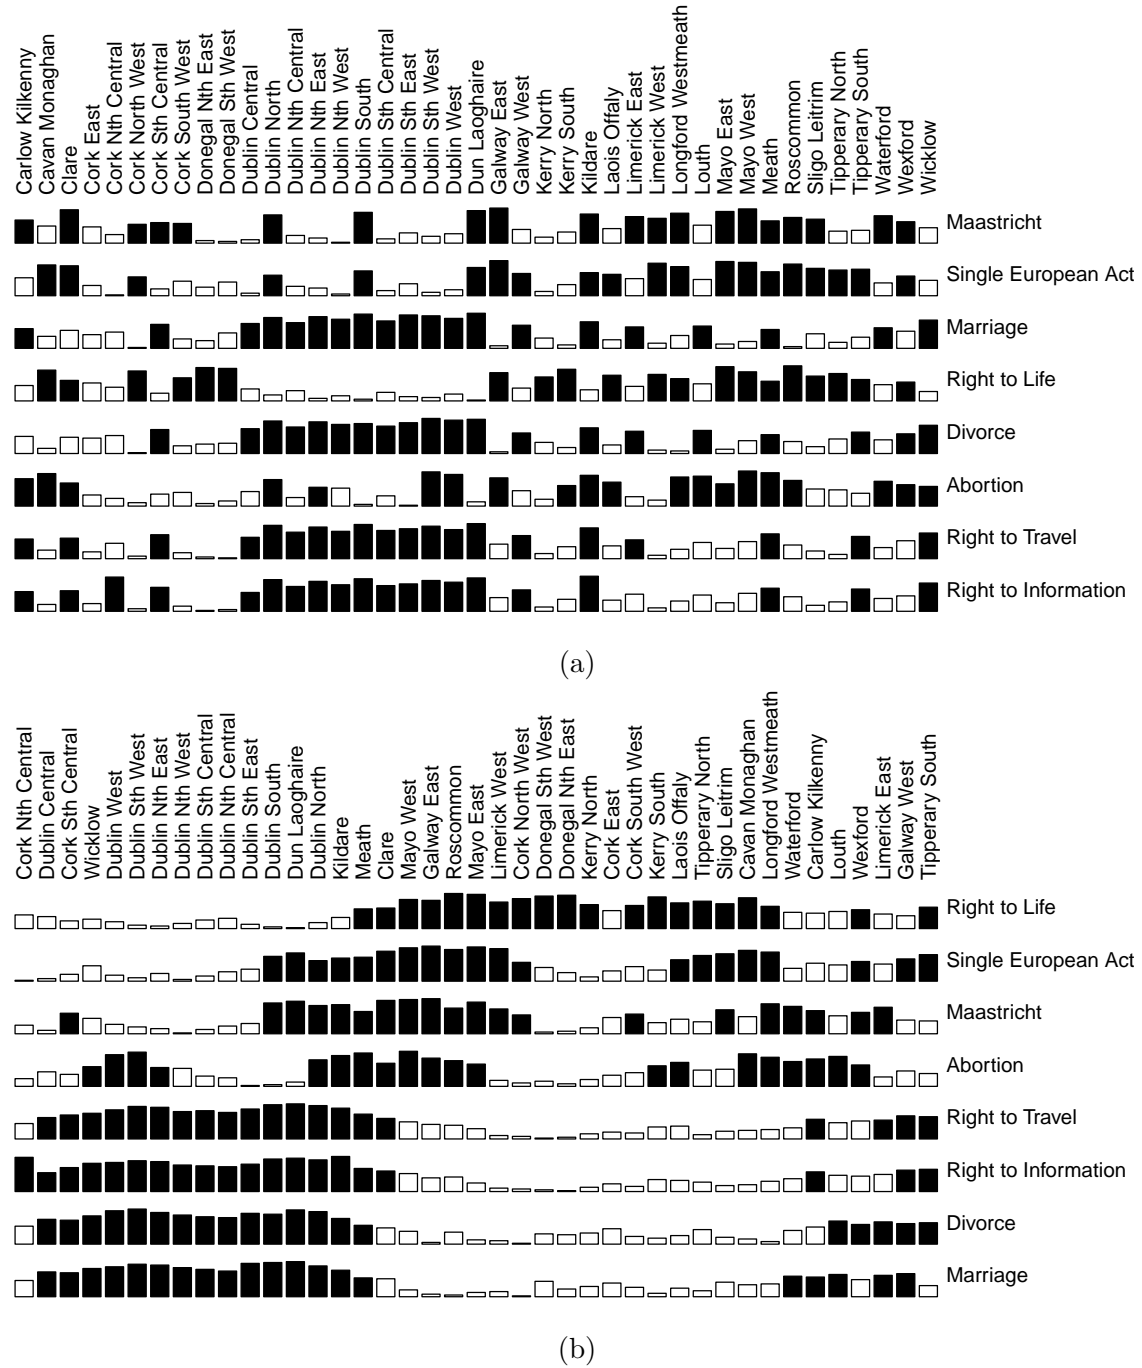 Carlow Kilkenny
Cavan Monaghan
Clare
Cork East
Cork Nth Central
Cork North West
Cork Sth Central
Cork South West
Donegal Nth East
Donegal Sth West
Dublin Central
Dublin North
Dublin Nth Central
Dublin Nth East
Dublin Nth West
Dublin South
Dublin Sth Central
Dublin Sth East
Dublin Sth West
Dublin West
Dun Laoghaire
Galway East
Galway West
Kerry North
Kerry South
Kildare
Laois Offaly
Limerick East
Limerick West
Longford Westmeath
Louth
Mayo East
Mayo West
Meath
Roscommon
Sligo Leitrim
Tipperary North
Tipperary South
Waterford
Wexford
Wicklow
Maastricht
Single European Act
Marriage
Right to Life
Divorce
Abortion
Right to Travel
Right to Information
(a)
Cork Nth Central
Dublin Central
Cork Sth Central
Wicklow
Dublin West
Dublin Sth West
Dublin Nth East
Dublin Nth West
Dublin Sth Central
Dublin Nth Central
Dublin Sth East
Dublin South
Dun Laoghaire
Dublin North
Kildare
Meath
Clare
Mayo West
Galway East
Roscommon
Mayo East
Limerick West
Cork North West
Donegal Sth West
Donegal Nth East
Kerry North
Cork East
Cork South West
Kerry South
Laois Offaly
Tipperary North
Sligo Leitrim
Cavan Monaghan
Longford Westmeath
Waterford
Carlow Kilkenny
Louth
Wexford
Limerick East
Galway West
Tipperary South
Right to Life
Single European Act
Maastricht
Abortion
Right to Travel
Right to Information
Divorce
Marriage
(b)